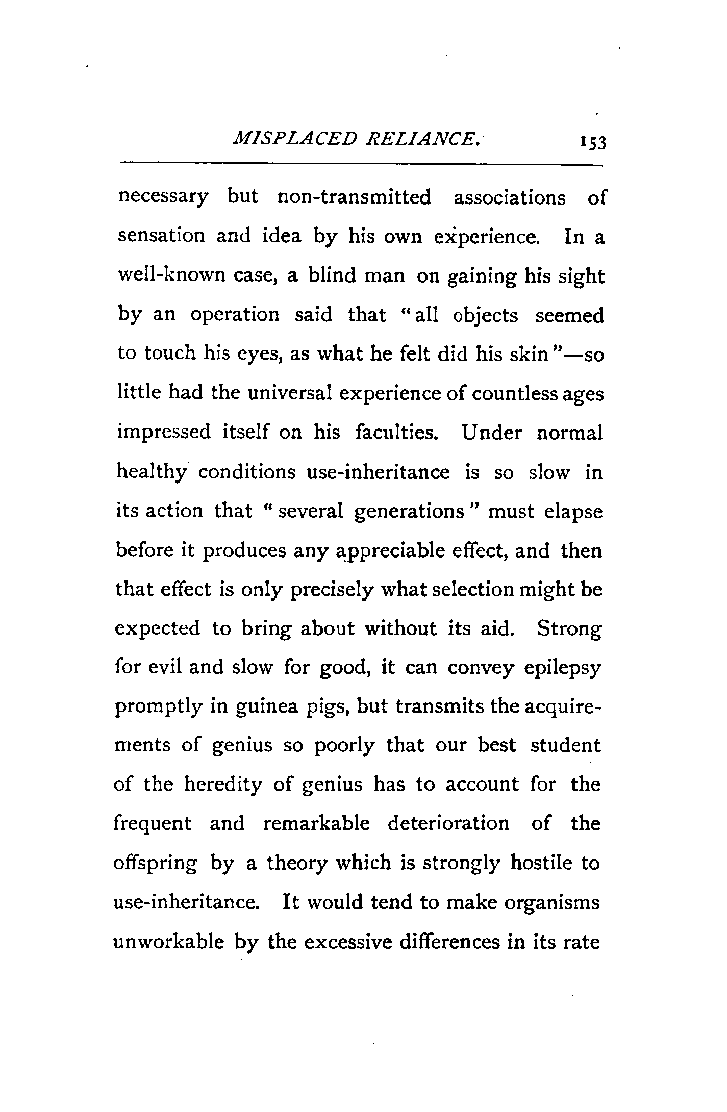 MISPLACED RELIANCE. 153
necessary but non-transmitted associations of
sensation and idea by his own experience. In a
well-known case, a blind man on gaining his sight
by an operation said that “all objects seemed
to touch his eyes, as what he felt did his skin”—so
little had the universal experience of countless ages
impressed itself on his faculties. Under normal
healthy conditions use-inheritance is so slow in
its action that “several generations” must elapse
before it produces any appreciable effect, and then
that effect is only precisely what selection might be
expected to bring about without its aid. Strong
for evil and slow for good, it can convey epilepsy
promptly in guinea pigs, but transmits the acquire-
ments of genius so poorly that our best student
of the heredity of genius has to account for the
frequent and remarkable deterioration of the
offspring by a theory which is strongly hostile to
use-inheritance. It would tend to make organisms
unworkable by the excessive differences in its rate